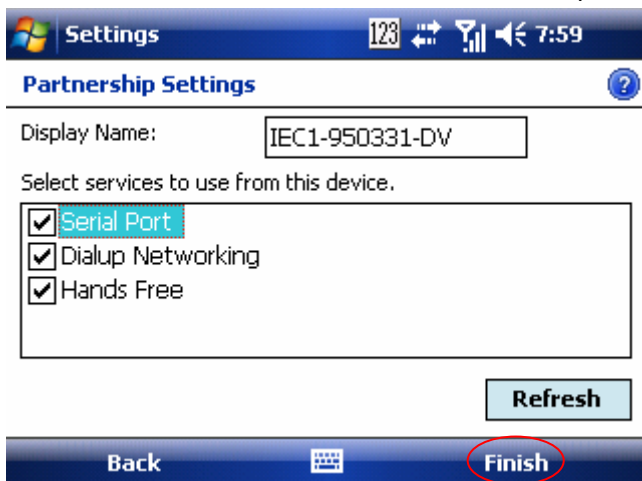 Settings 123 7:59
Partnership Settings ?
Display Name: IEC1-950331-DV
Select services to use from this device.
Serial Port
Dialup Networking
Hands Free
Refresh
Back Finish